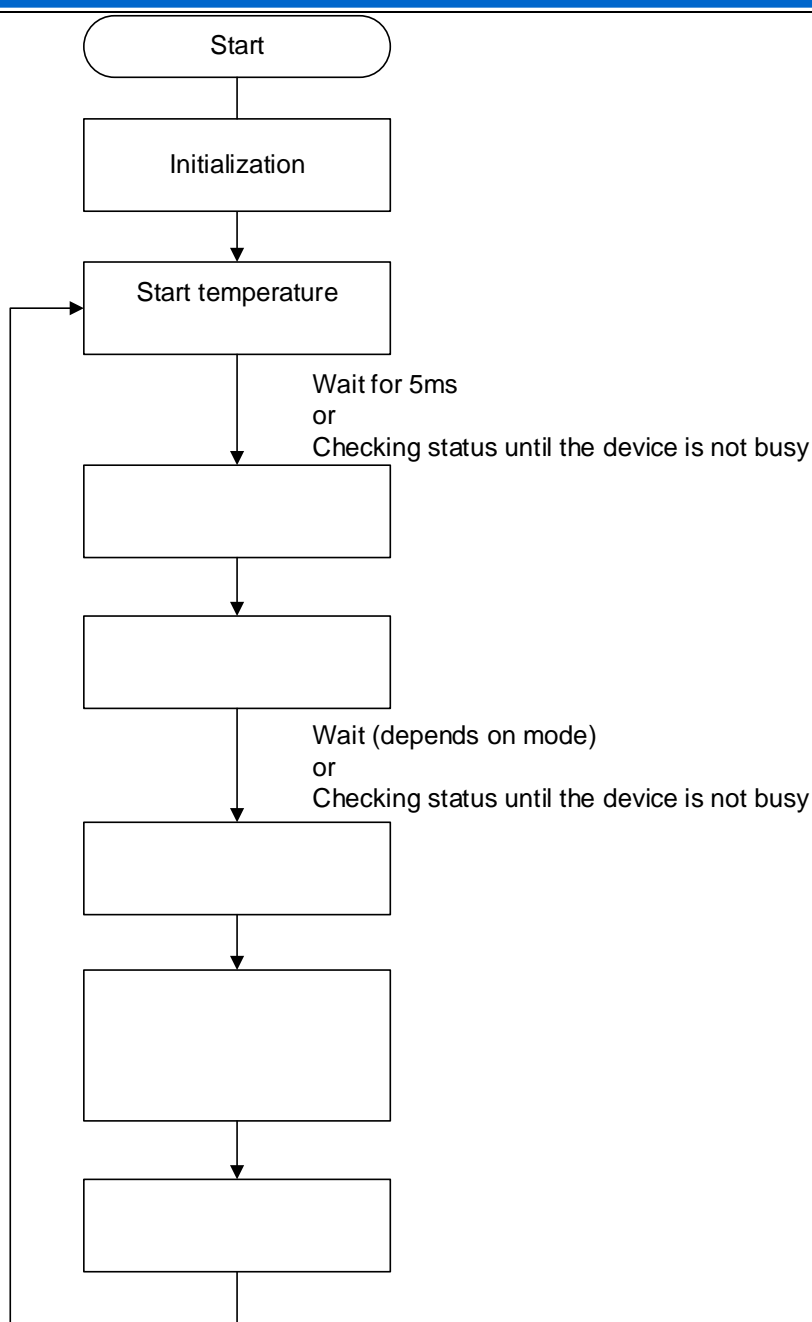 Start
Initialization
Start temperature
Wait for 5ms
or
Checking status until the device is not busy
Wait (depends on mode)
or
Checking status until the device is not busy